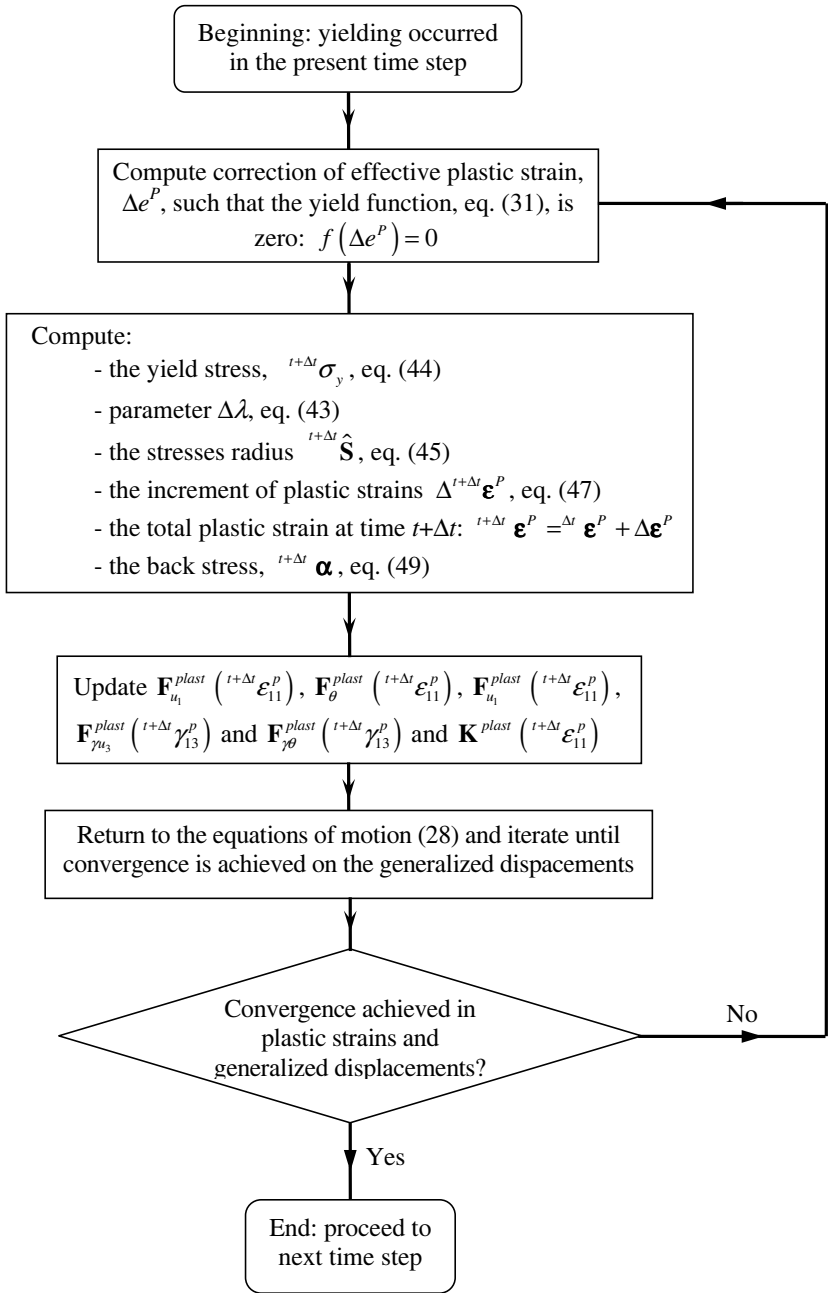 Beginning: yielding occurred
in the present time step
Compute correction of effective plastic strain,
Δe^P, such that the yield function, eq. (31), is
zero: f(Δe^P) = 0
Compute:
- the yield stress, ^{t+Δt}σ_y, eq. (44)
- parameter Δλ, eq. (43)
- the stresses radius ^{t+Δt}Ŝ, eq. (45)
- the increment of plastic strains Δ^{t+Δt}ε^P, eq. (47)
- the total plastic strain at time t+Δt: ^{t+Δt}ε^P =^{Δt}ε^P + Δε^P
- the back stress, ^{t+Δt}α, eq. (49)
Update F_{u_1}^{plast}(^{t+Δt}ε_{11}^p), F_θ^{plast}(^{t+Δt}ε_{11}^p), F_{u_1}^{plast}(^{t+Δt}ε_{11}^p),
F_{γu_3}^{plast}(^{t+Δt}γ_{13}^p) and F_{γθ}^{plast}(^{t+Δt}γ_{13}^p) and K^{plast}(^{t+Δt}ε_{11}^p)
Return to the equations of motion (28) and iterate until
convergence is achieved on the generalized dispacements
Convergence achieved in
plastic strains and
generalized displacements?
No
Yes
End: proceed to
next time step